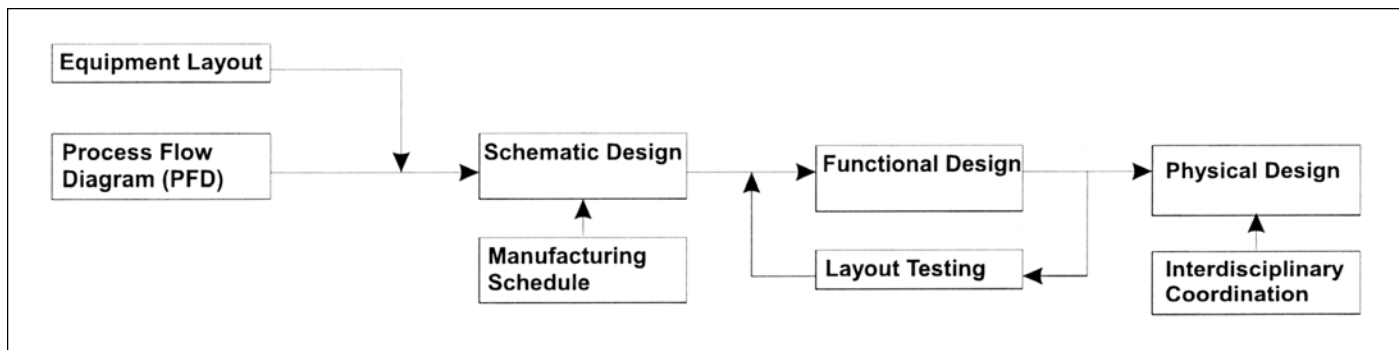 Equipment Layout
Process Flow
Diagram (PFD)
Schematic Design
Manufacturing
Schedule
Functional Design
Layout Testing
Physical Design
Interdisciplinary
Coordination